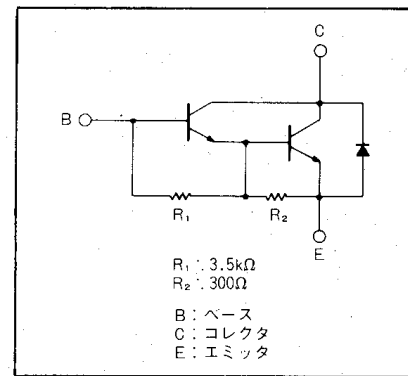 C
B
R₁
R₂
E
R₁ : 3.5kΩ
R₂ : 300Ω
B : ベース
C : コレクタ
E : エミッタ